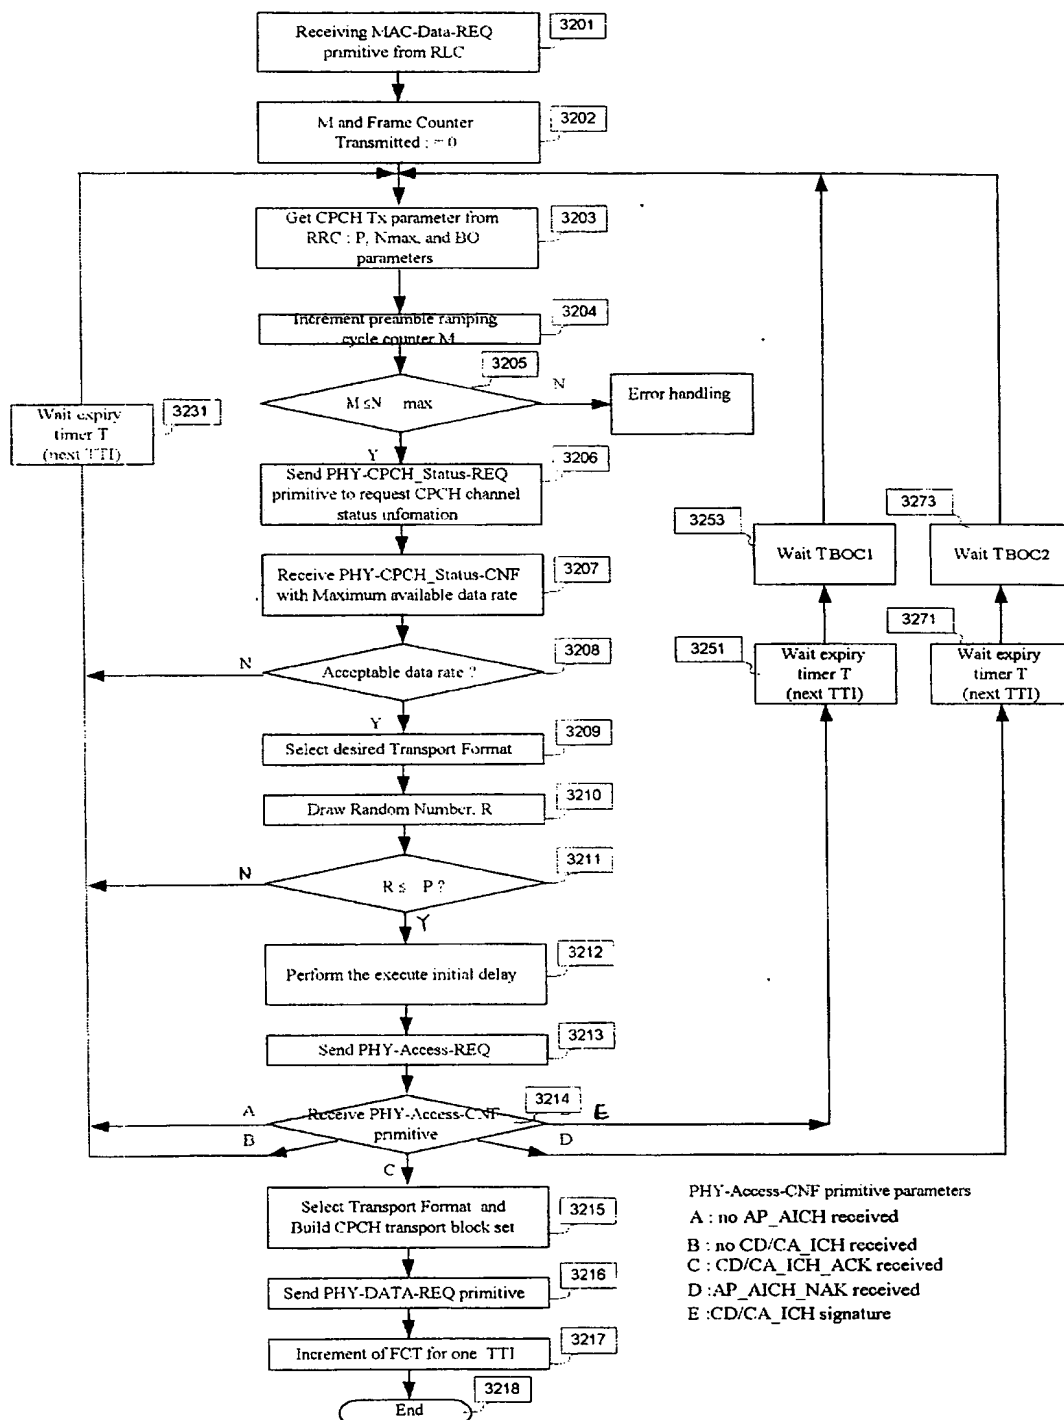 Receiving MAC-Data-REQ
primitive from RLC
3201
M and Frame Counter
Transmitted : = 0
3202
Get CPCH Tx parameter from
RRC : P, Nmax, and BO
parameters
3203
Increment preamble ramping
cycle counter M
3204
M ≤N max
3205
N
Error handling
Y
Wait expiry
timer T
(next TTI)
3231
Send PHY-CPCH_Status-REQ
primitive to request CPCH channel
status infomation
3206
Receive PHY-CPCH_Status-CNF
with Maximum available data rate
3207
Acceptable data rate ?
3208
N
Y
3253
Wait TBOC1
3273
Wait TBOC2
3251
Wait expiry
timer T
(next TTI)
3271
Wait expiry
timer T
(next TTI)
Select desired Transport Format
3209
Draw Random Number, R
3210
R ≤ P ?
3211
N
Y
Perform the execute initial delay
3212
Send PHY-Access-REQ
3213
Receive PHY-Access-CNF
primitive
3214
A
B
C
D
E
Select Transport Format and
Build CPCH transport block set
3215
Send PHY-DATA-REQ primitive
3216
Increment of FCT for one TTI
3217
End
3218
PHY-Access-CNF primitive parameters
A : no AP_AICH received
B : no CD/CA_ICH received
C : CD/CA_ICH_ACK received
D :AP_AICH_NAK received
E :CD/CA_ICH signature